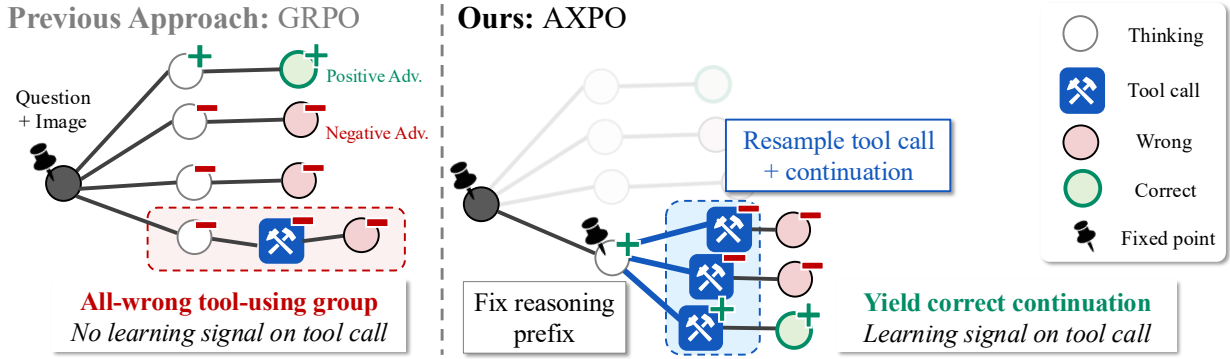 Previous Approach: GRPO
Question
+ Image
Positive Adv.
Negative Adv.
All-wrong tool-using group
No learning signal on tool call
Ours: AXPO
Resample tool call
+ continuation
Fix reasoning
prefix
Yield correct continuation
Learning signal on tool call
Thinking
Tool call
Wrong
Correct
Fixed point